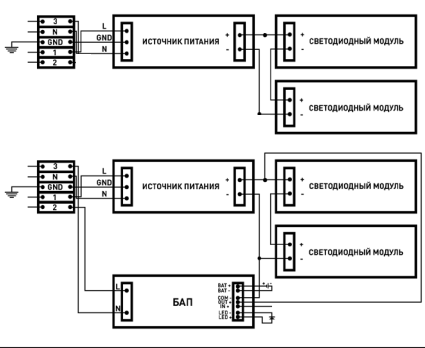 3
N
GND
1
2
L
GND
N
ИСТОЧНИК ПИТАНИЯ
+
-
+
-
СВЕТОДИОДНЫЙ МОДУЛЬ
+
-
СВЕТОДИОДНЫЙ МОДУЛЬ
3
N
GND
1
2
L
GND
N
ИСТОЧНИК ПИТАНИЯ
+
-
+
-
СВЕТОДИОДНЫЙ МОДУЛЬ
+
-
СВЕТОДИОДНЫЙ МОДУЛЬ
L
N
БАП
BAT +
BAT -
COM -
OUT +
IN +
LED -
LED +